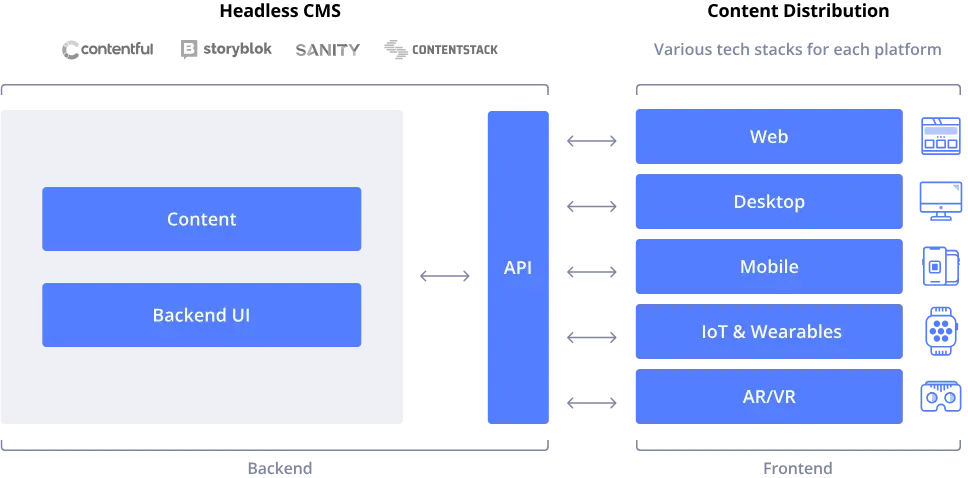 Headless CMS
Content Distribution
contentful
storyblok
SANITY
CONTENTSTACK
Various tech stacks for each platform
Content
Backend UI
API
Web
Desktop
Mobile
IoT & Wearables
AR/VR
Backend
Frontend